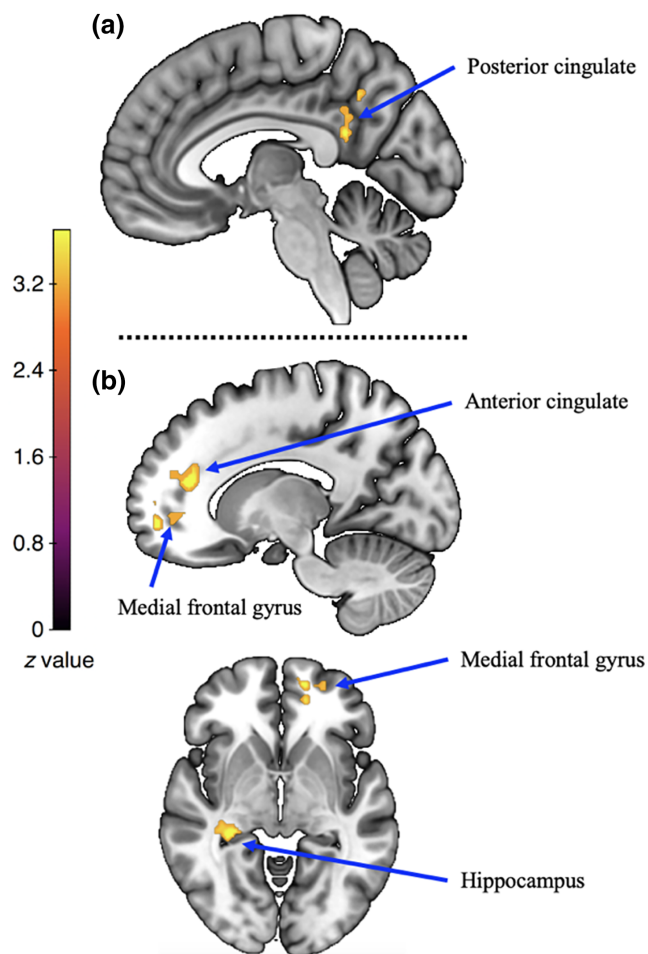 (a)
Posterior cingulate
3.2
2.4
1.6
0.8
0
z value
(b)
Anterior cingulate
Medial frontal gyrus
Medial frontal gyrus
Hippocampus